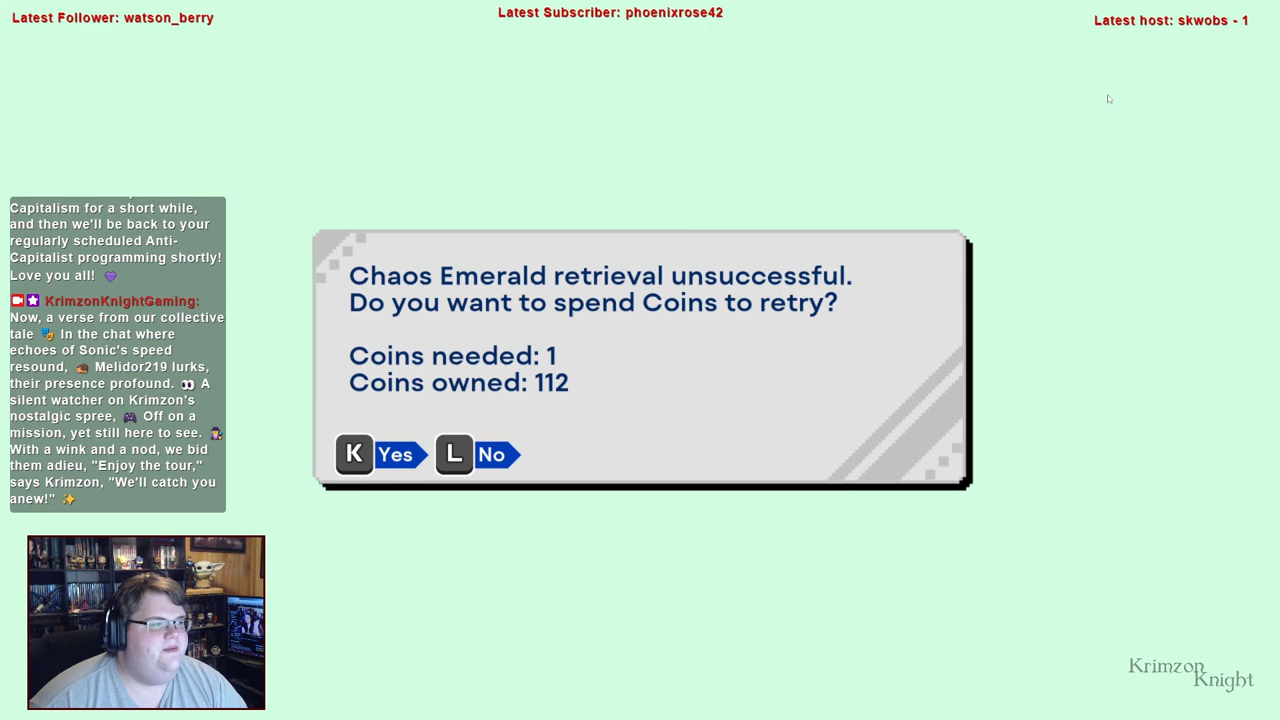 Latest Follower: watson_berry
Latest Subscriber: phoenixrose42
Latest host: skwobs - 1
Capitalism for a short while,
and then we'll be back to your
regularly scheduled Anti-
Capitalist programming shortly!
Love you all! 💜
KrimzonKnightGaming:
Now, a verse from our collective
tale 🎭 In the chat where
echoes of Sonic's speed
resound, 🦔 Melidor219 lurks,
their presence profound. 👀 A
silent watcher on Krimzon's
nostalgic spree, 🎮 Off on a
mission, yet still here to see. 🕵️‍♂️
With a wink and a nod, we bid
them adieu, "Enjoy the tour,"
says Krimzon, "We'll catch you
anew!" ✨
Chaos Emerald retrieval unsuccessful.
Do you want to spend Coins to retry?
Coins needed: 1
Coins owned: 112
K Yes L No
Krimzon
Knight